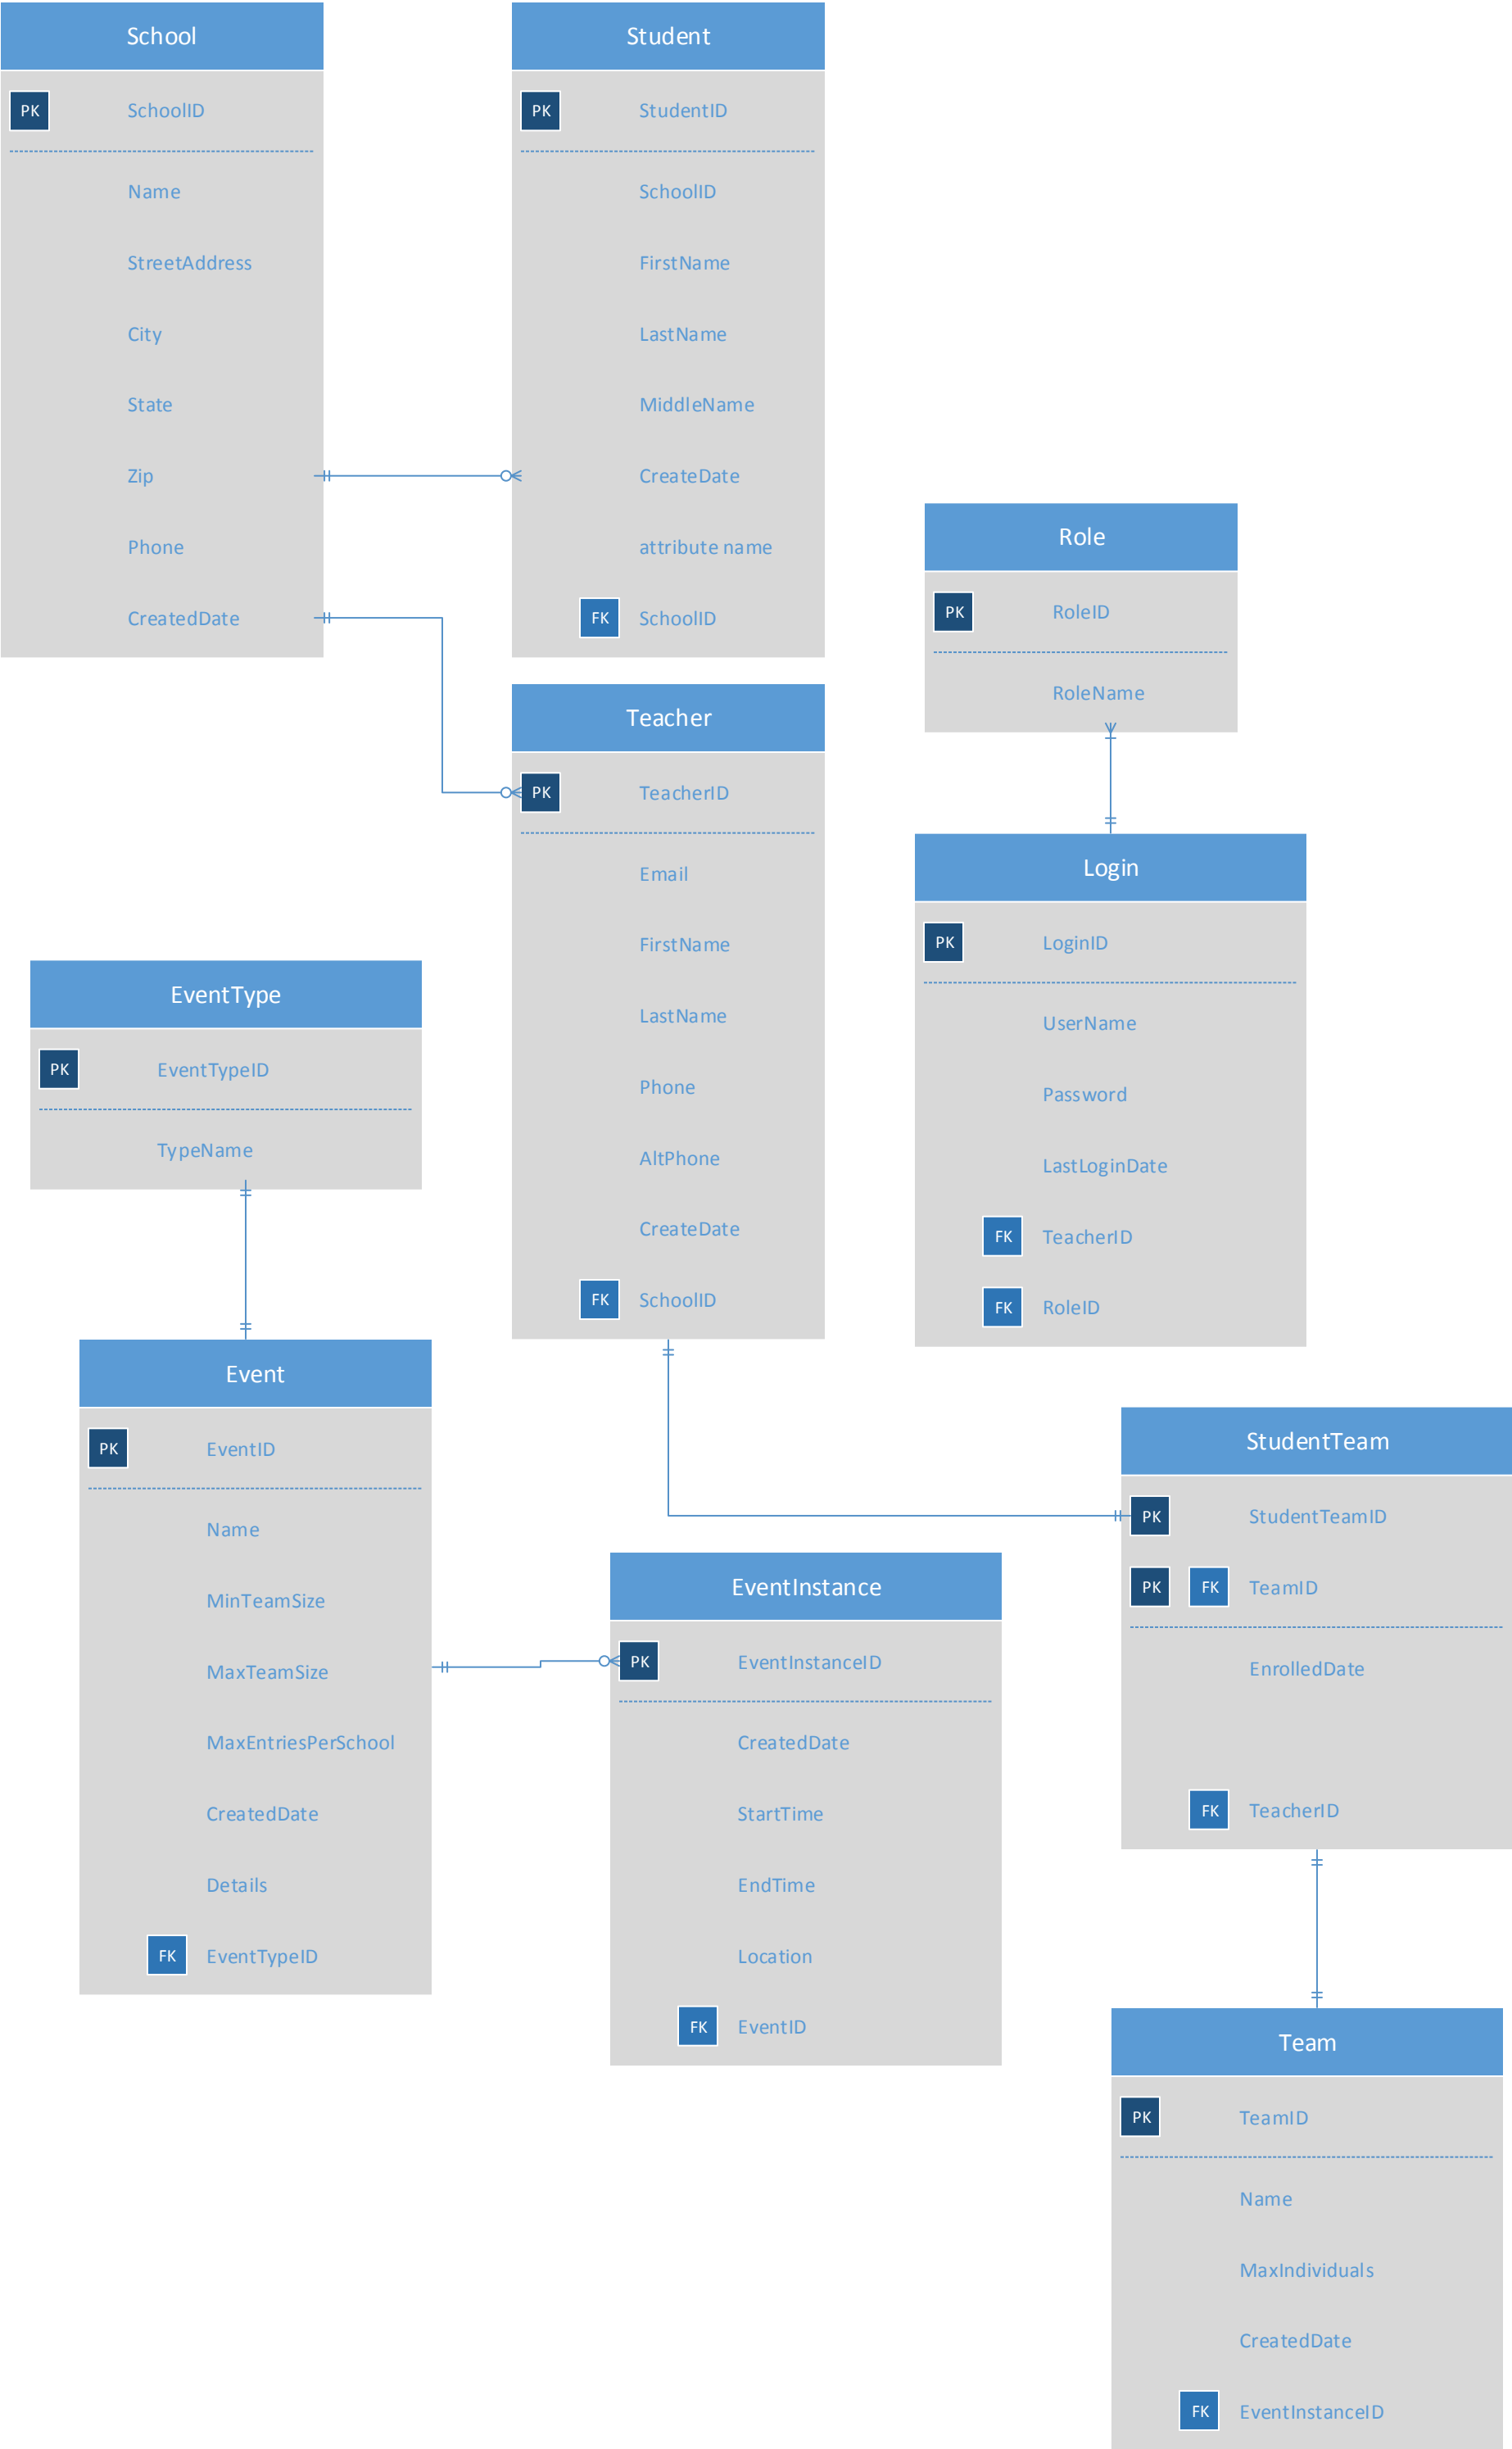 School
PK SchoolID
Name
StreetAddress
City
State
Zip
Phone
CreatedDate
Student
PK StudentID
SchoolID
FirstName
LastName
MiddleName
CreateDate
attribute name
FK SchoolID
Role
PK RoleID
RoleName
Teacher
PK TeacherID
Email
FirstName
LastName
Phone
AltPhone
CreateDate
FK SchoolID
Login
PK LoginID
UserName
Password
LastLoginDate
FK TeacherID
FK RoleID
EventType
PK EventTypeID
TypeName
Event
PK EventID
Name
MinTeamSize
MaxTeamSize
MaxEntriesPerSchool
CreatedDate
Details
FK EventTypeID
EventInstance
PK EventInstanceID
CreatedDate
StartTime
EndTime
Location
FK EventID
StudentTeam
PK StudentTeamID
PK FK TeamID
EnrolledDate
FK TeacherID
Team
PK TeamID
Name
MaxIndividuals
CreatedDate
FK EventInstanceID